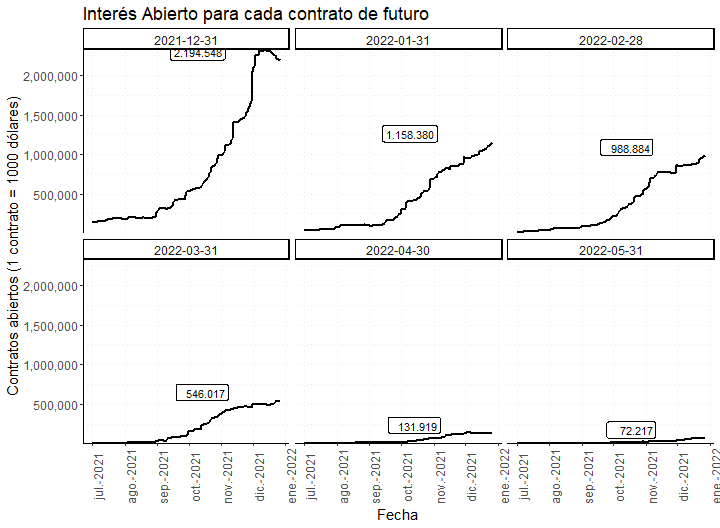 Interés Abierto para cada contrato de futuro
Contratos abiertos (1 contrato = 1000 dólares)
2021-12-31
2022-01-31
2022-02-28
2,000,000
1,500,000
1,000,000
500,000
2.194.548
1.158.380
988.884
2022-03-31
2022-04-30
2022-05-31
2,000,000
1,500,000
1,000,000
500,000
546.017
131.919
72.217
jul.-2021
ago.-2021
sep.-2021
oct.-2021
nov.-2021
dic.-2021
ene.-2022
jul.-2021
ago.-2021
sep.-2021
oct.-2021
nov.-2021
dic.-2021
ene.-2022
jul.-2021
ago.-2021
sep.-2021
oct.-2021
nov.-2021
dic.-2021
ene.-2022
Fecha